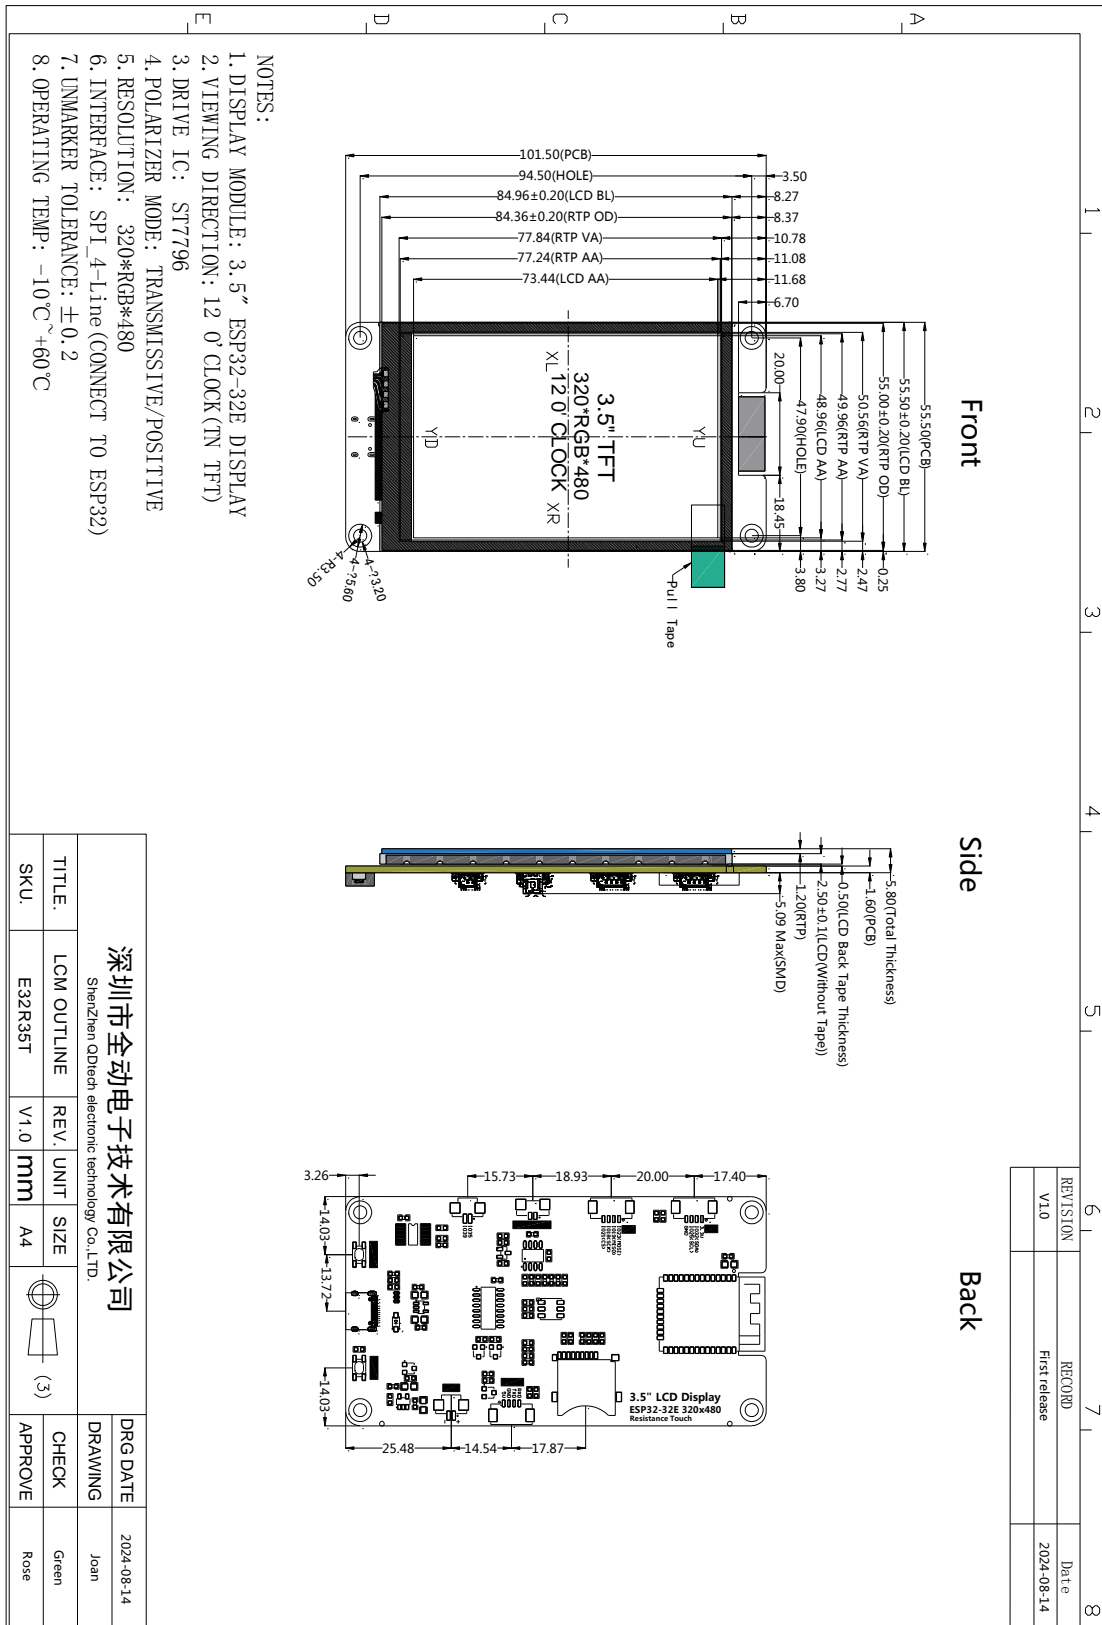 1
2
3
4
5
6
7
8
A
B
C
D
E
REVISION
RECORD
Date
V1.0
First release
2024-08-14
Front
101.50(PCB)
94.50(HOLE)
3.50
84.96±0.20(LCD BL)
8.27
84.36±0.20(RTP OD)
8.37
77.84(RTP VA)
10.78
77.24(RTP AA)
11.08
73.44(LCD AA)
11.68
6.70
55.50(PCB)
55.50±0.20(LCD BL)
55.00±0.20(RTP OD)
0.25
50.56(RTP VA)
2.47
49.96(RTP AA)
2.77
48.96(LCD AA)
3.27
47.90(HOLE)
3.80
20.00
18.45
3.5" TFT
320*RGB*480
12 0' CLOCK
XL
XR
YU
YD
4-?3.20
4-?5.60
4-R3.50
Pull Tape
Side
5.80(Total Thickness)
1.60(PCB)
0.50(LCD Back Tape Thickness)
2.50±0.1(LCD(Without Tape))
1.20(RTP)
5.09 Max(SMD)
Back
3.26
15.73
18.93
20.00
17.40
14.03
13.72
14.03
25.48
14.54
17.87
3.5" LCD Display
ESP32-32E 320x480
Resistance Touch
NOTES:
1. DISPLAY MODULE: 3.5″ ESP32-32E DISPLAY
2. VIEWING DIRECTION: 12 O' CLOCK(TN TFT)
3. DRIVE IC: ST7796
4. POLARIZER MODE: TRANSMISSIVE/POSITIVE
5. RESOLUTION: 320*RGB*480
6. INTERFACE: SPI_4-Line(CONNECT TO ESP32)
7. UNMARKER TOLERANCE: ±0.2
8. OPERATING TEMP: -10℃~+60℃
深圳市全动电子技术有限公司
ShenZhen QDtech electronic technology Co.,LTD.
TITLE.
LCM OUTLINE
REV.
UNIT
SIZE
SKU.
E32R35T
V1.0
mm
A4
(3)
DRG DATE
2024-08-14
DRAWING
Joan
CHECK
Green
APPROVE
Rose